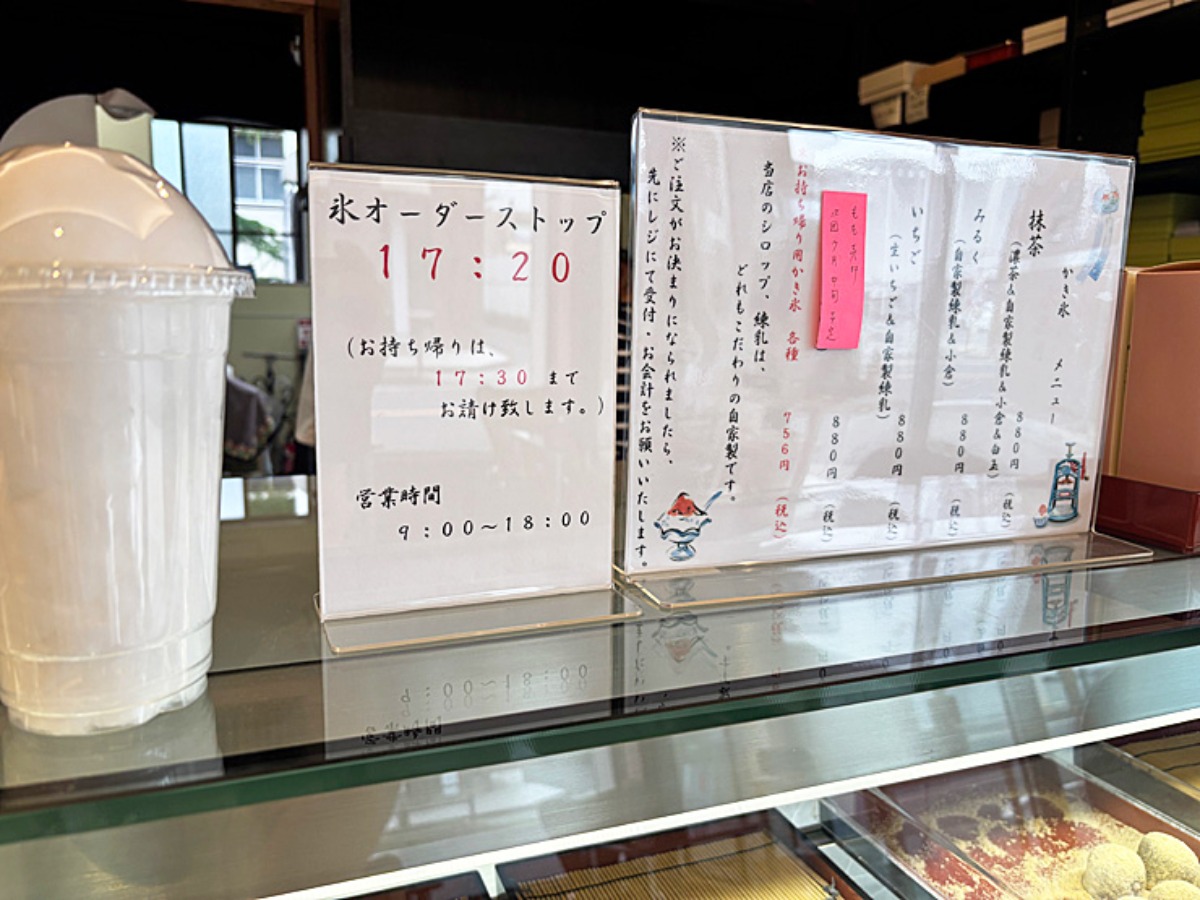 氷オーダーストップ
17:20
(お持ち帰りは、
17:30 まで
お請け致します。)
営業時間
9:00～18:00
かき氷 メニュー
抹茶
(濃茶&自家製練乳&小倉&白玉)
880円 (税込)
みるく
(自家製練乳&小倉)
880円 (税込)
いちご
(生いちご&自家製練乳)
880円 (税込)
もも
7月中旬予定
880円 (税込)
お持ち帰り用かき氷 各種 756円 (税込)
当店のシロップ、練乳は、
どれもこだわりの自家製です。
※ご注文がお決まりになられましたら、
先にレジにて受付・お会計をお願いいたします。